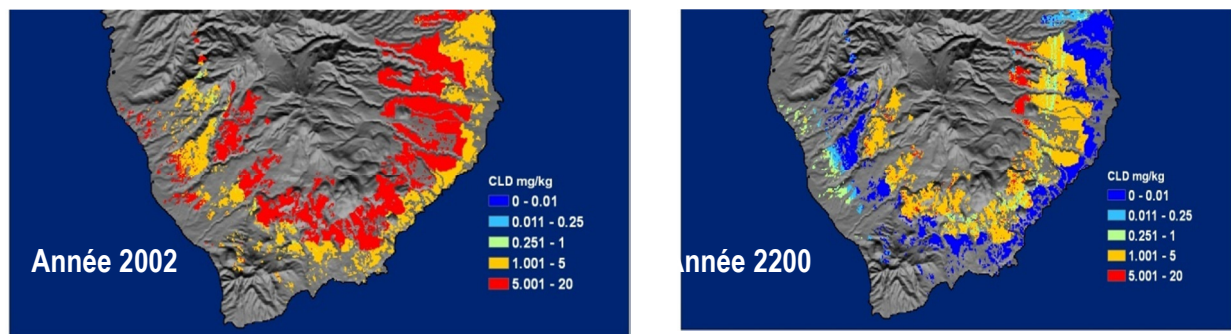 CLD mg/kg
0 - 0.01
0.011 - 0.25
0.251 - 1
1.001 - 5
5.001 - 20
Année 2002
CLD mg/kg
0 - 0.01
0.011 - 0.25
0.251 - 1
1.001 - 5
5.001 - 20
Année 2200